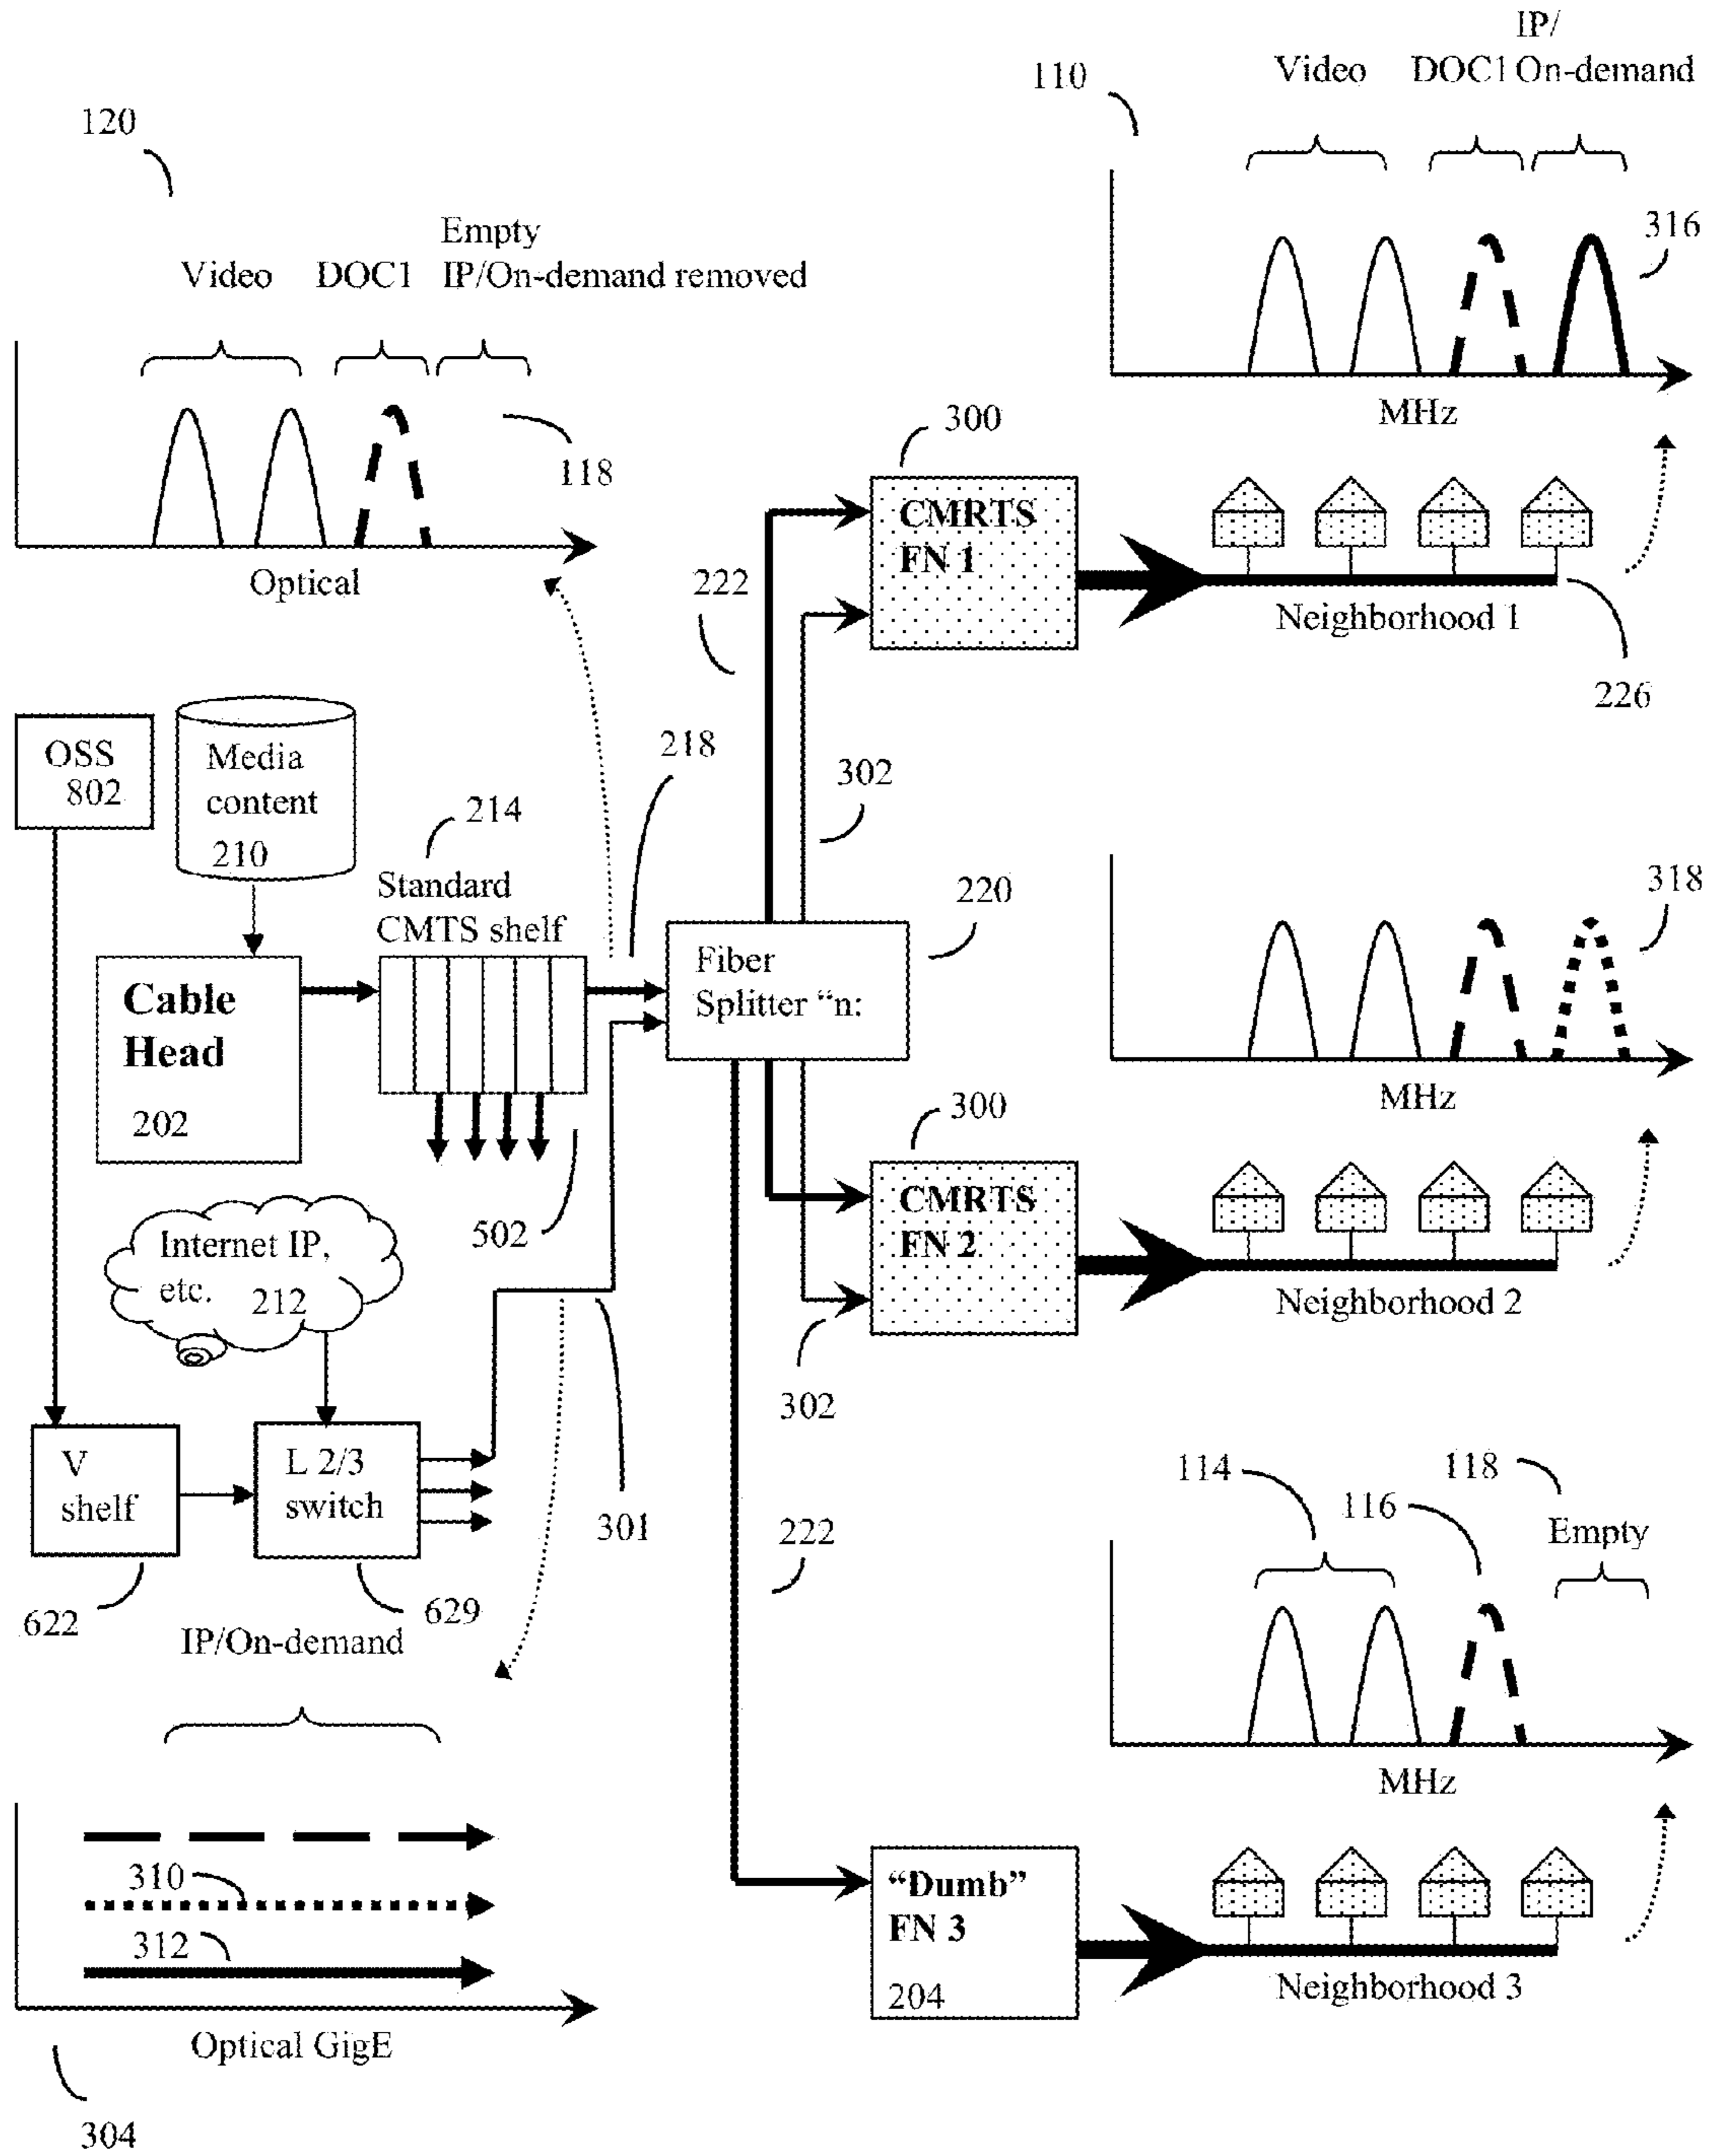 IP/
Video DOC1 On-demand
110
120
316
Empty
Video DOC1 IP/On-demand removed
MHz
118
300
Optical
CMRTS
FN 1
222
Neighborhood 1
226
OSS
802
Media
content
210
218
302
214
Standard
CMTS shelf
220
318
Fiber
Splitter “n:
Cable
Head
202
MHz
300
CMRTS
FN 2
502
Internet IP,
etc. 212
Neighborhood 2
302
V
shelf
L 2/3
switch
301
114
116
118
Empty
222
622
629
IP/On-demand
MHz
310
312
“Dumb”
FN 3
204
Neighborhood 3
Optical GigE
304